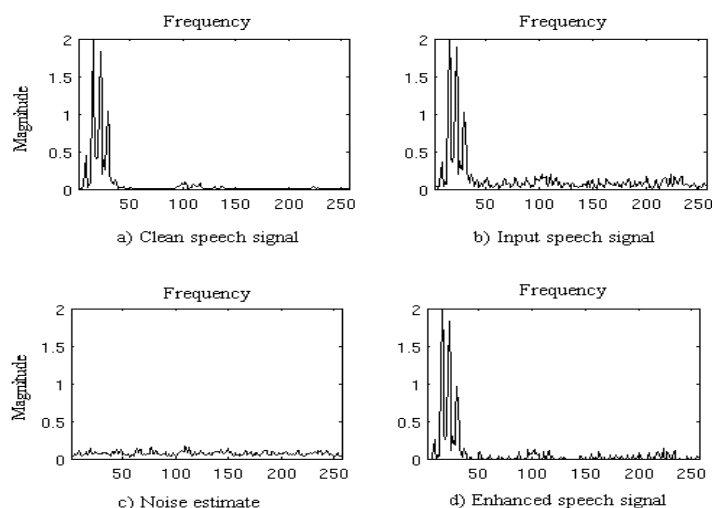 Frequency
Magnitude
2
1.5
1
0.5
0
50 100 150 200 250
a) Clean speech signal
Frequency
2
1.5
1
0.5
0
50 100 150 200 250
b) Input speech signal
Frequency
Magnitude
2
1.5
1
0.5
0
50 100 150 200 250
c) Noise estimate
Frequency
2
1.5
1
0.5
0
50 100 150 200 250
d) Enhanced speech signal